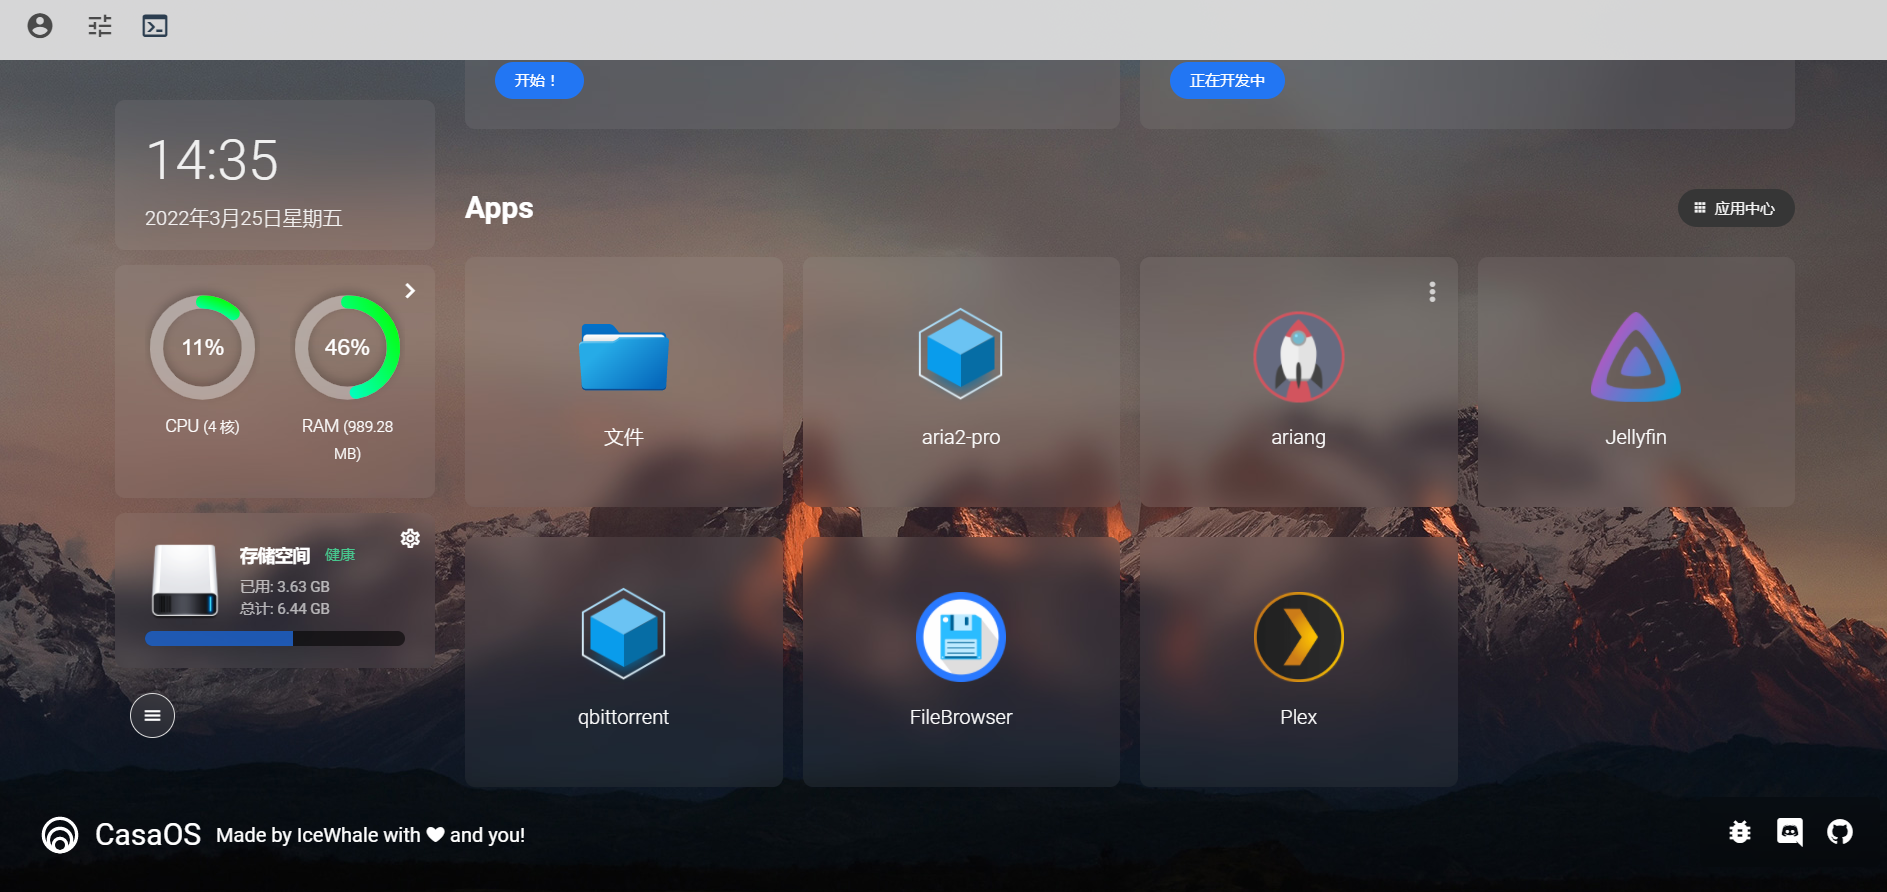 开始！
正在开发中
14:35
2022年3月25日星期五
Apps
应用中心
11%
46%
CPU (4 核)
RAM (989.28
MB)
文件
aria2-pro
ariang
Jellyfin
存储空间 健康
已用: 3.63 GB
总计: 6.44 GB
qbittorrent
FileBrowser
Plex
CasaOS Made by IceWhale with ♥ and you!